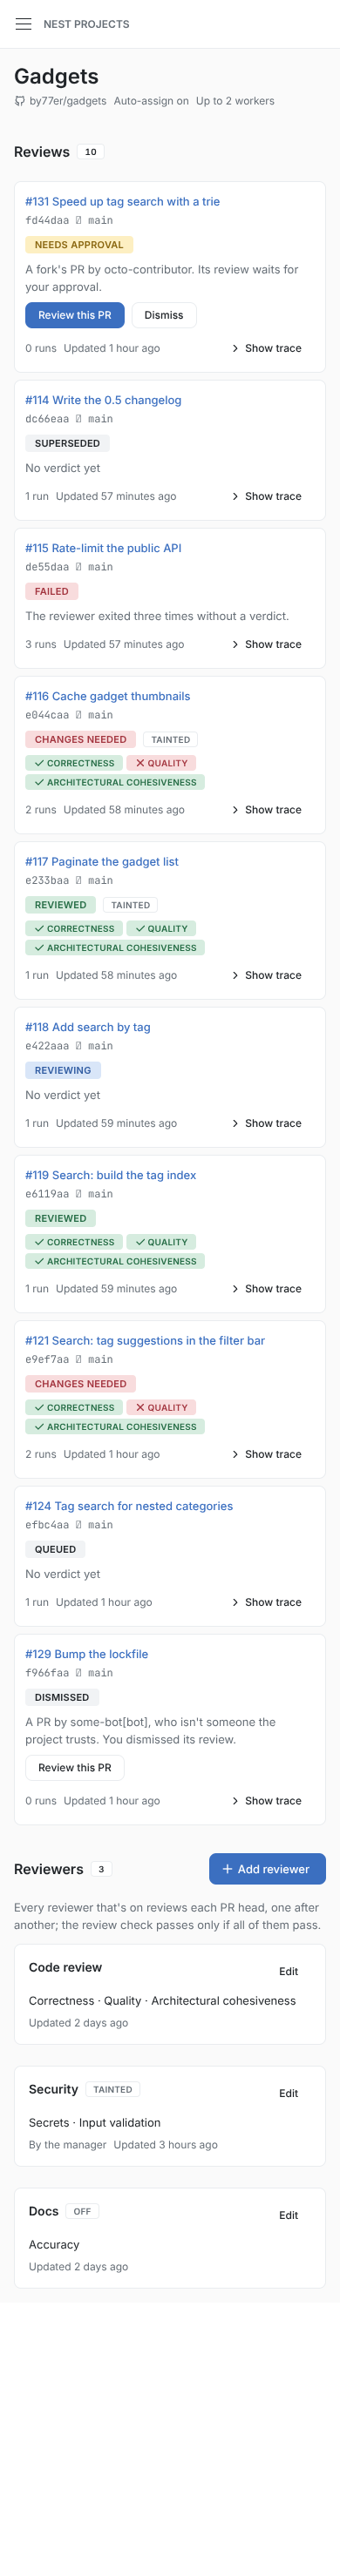 NEST PROJECTS
Gadgets
by77er/gadgets Auto-assign on Up to 2 workers
Reviews 10
#131 Speed up tag search with a trie
fd44daa main
NEEDS APPROVAL
A fork's PR by octo-contributor. Its review waits for
your approval.
Review this PR Dismiss
0 runs Updated 1 hour ago Show trace
#114 Write the 0.5 changelog
dc66eaa main
SUPERSEDED
No verdict yet
1 run Updated 57 minutes ago Show trace
#115 Rate-limit the public API
de55daa main
FAILED
The reviewer exited three times without a verdict.
3 runs Updated 57 minutes ago Show trace
#116 Cache gadget thumbnails
e044caa main
CHANGES NEEDED TAINTED
CORRECTNESS QUALITY
ARCHITECTURAL COHESIVENESS
2 runs Updated 58 minutes ago Show trace
#117 Paginate the gadget list
e233baa main
REVIEWED TAINTED
CORRECTNESS QUALITY
ARCHITECTURAL COHESIVENESS
1 run Updated 58 minutes ago Show trace
#118 Add search by tag
e422aaa main
REVIEWING
No verdict yet
1 run Updated 59 minutes ago Show trace
#119 Search: build the tag index
e6119aa main
REVIEWED
CORRECTNESS QUALITY
ARCHITECTURAL COHESIVENESS
1 run Updated 59 minutes ago Show trace
#121 Search: tag suggestions in the filter bar
e9ef7aa main
CHANGES NEEDED
CORRECTNESS QUALITY
ARCHITECTURAL COHESIVENESS
2 runs Updated 1 hour ago Show trace
#124 Tag search for nested categories
efbc4aa main
QUEUED
No verdict yet
1 run Updated 1 hour ago Show trace
#129 Bump the lockfile
f966faa main
DISMISSED
A PR by some-bot[bot], who isn't someone the
project trusts. You dismissed its review.
Review this PR
0 runs Updated 1 hour ago Show trace
Reviewers 3 Add reviewer
Every reviewer that's on reviews each PR head, one after
another; the review check passes only if all of them pass.
Code review Edit
Correctness · Quality · Architectural cohesiveness
Updated 2 days ago
Security TAINTED Edit
Secrets · Input validation
By the manager Updated 3 hours ago
Docs OFF Edit
Accuracy
Updated 2 days ago